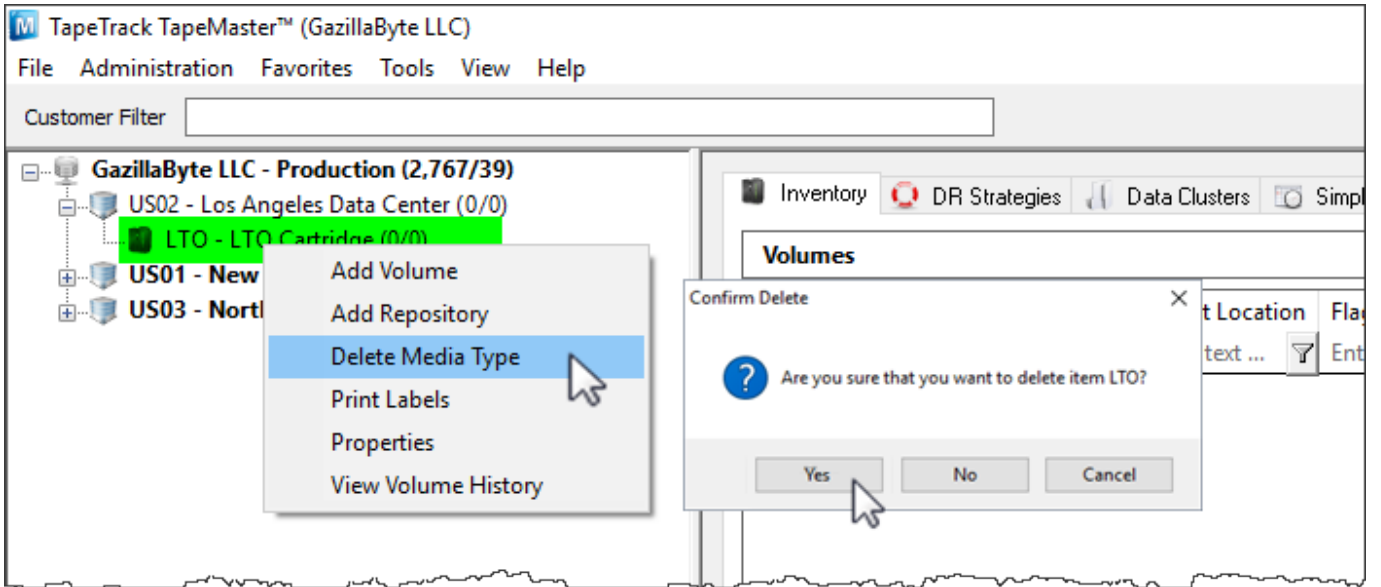 TapeTrack TapeMaster™ (GazillaByte LLC)
File Administration Favorites Tools View Help
Customer Filter
GazillaByte LLC - Production (2,767/39)
US02 - Los Angeles Data Center (0/0)
LTO - LTO Cartridge (0/0)
US01 - New
US03 - North
Add Volume
Add Repository
Delete Media Type
Print Labels
Properties
View Volume History
Inventory DR Strategies Data Clusters Simpl
Volumes
t Location Flag
text ... Ent
Confirm Delete
Are you sure that you want to delete item LTO?
Yes No Cancel